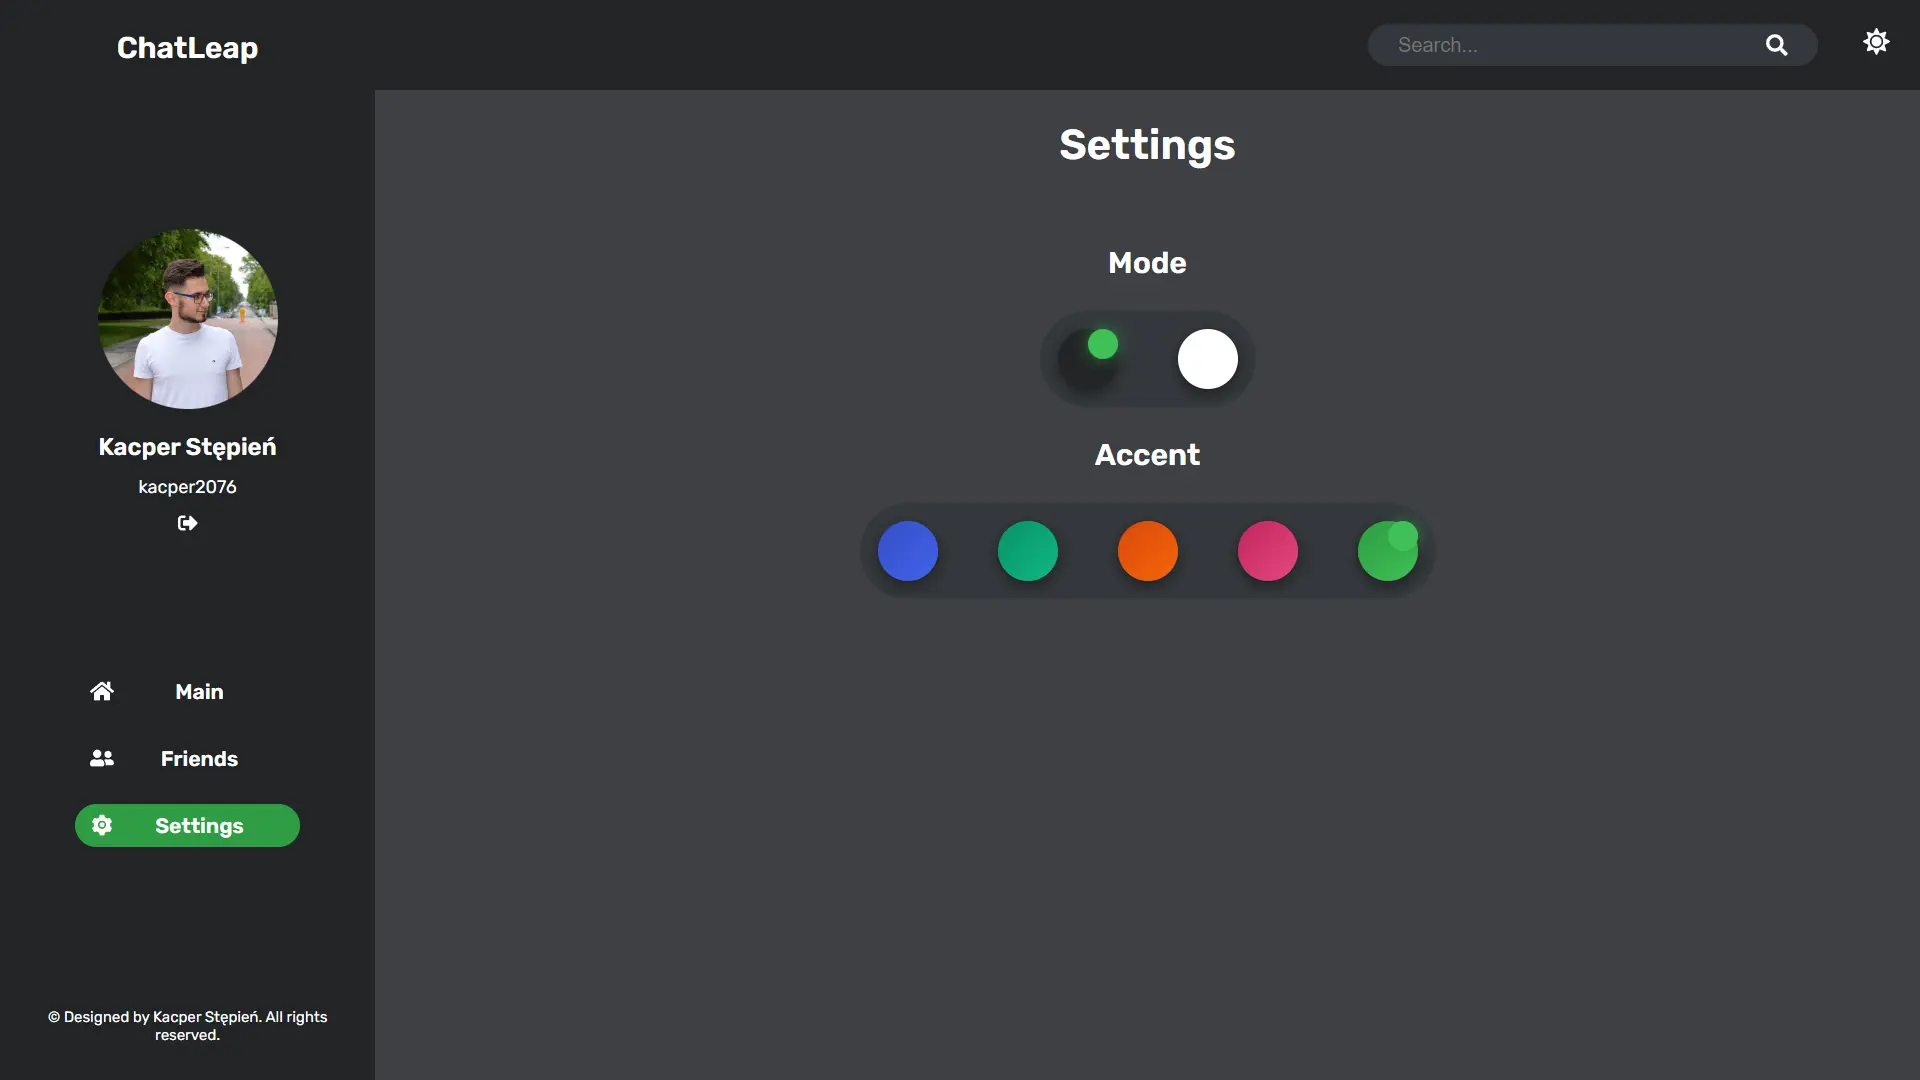 ChatLeap
Search...
Kacper Stępień
kacper2076
Main
Friends
Settings
© Designed by Kacper Stępień. All rights
reserved.
Settings
Mode
Accent